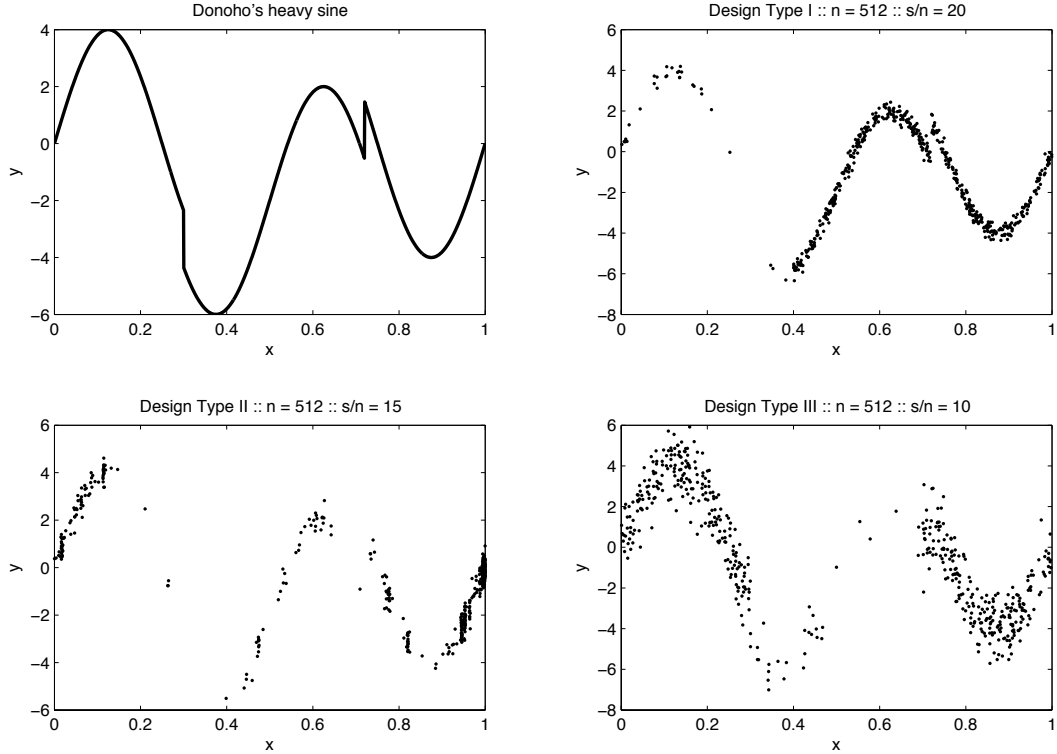 Donoho's heavy sine
4
2
0
−2
−4
−6
0 0.2 0.4 0.6 0.8 1
x
y
Design Type I :: n = 512 :: s/n = 20
6
4
2
0
−2
−4
−6
−8
0 0.2 0.4 0.6 0.8 1
x
y
Design Type II :: n = 512 :: s/n = 15
6
4
2
0
−2
−4
−6
0 0.2 0.4 0.6 0.8 1
x
y
Design Type III :: n = 512 :: s/n = 10
6
4
2
0
−2
−4
−6
−8
0 0.2 0.4 0.6 0.8 1
x
y